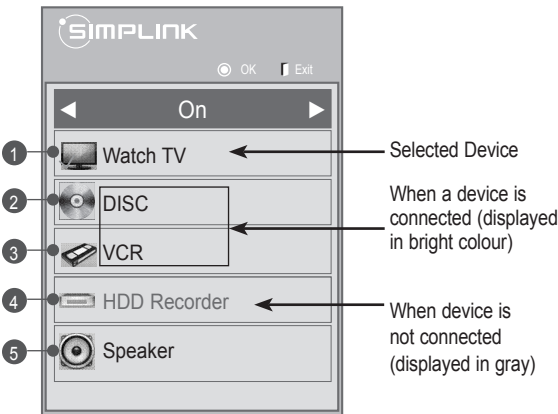 SIMPLINK
OK Exit
On
1 Watch TV
Selected Device
2 DISC
When a device is
connected (displayed
in bright colour)
3 VCR
4 HDD Recorder
When device is
not connected
(displayed in gray)
5 Speaker